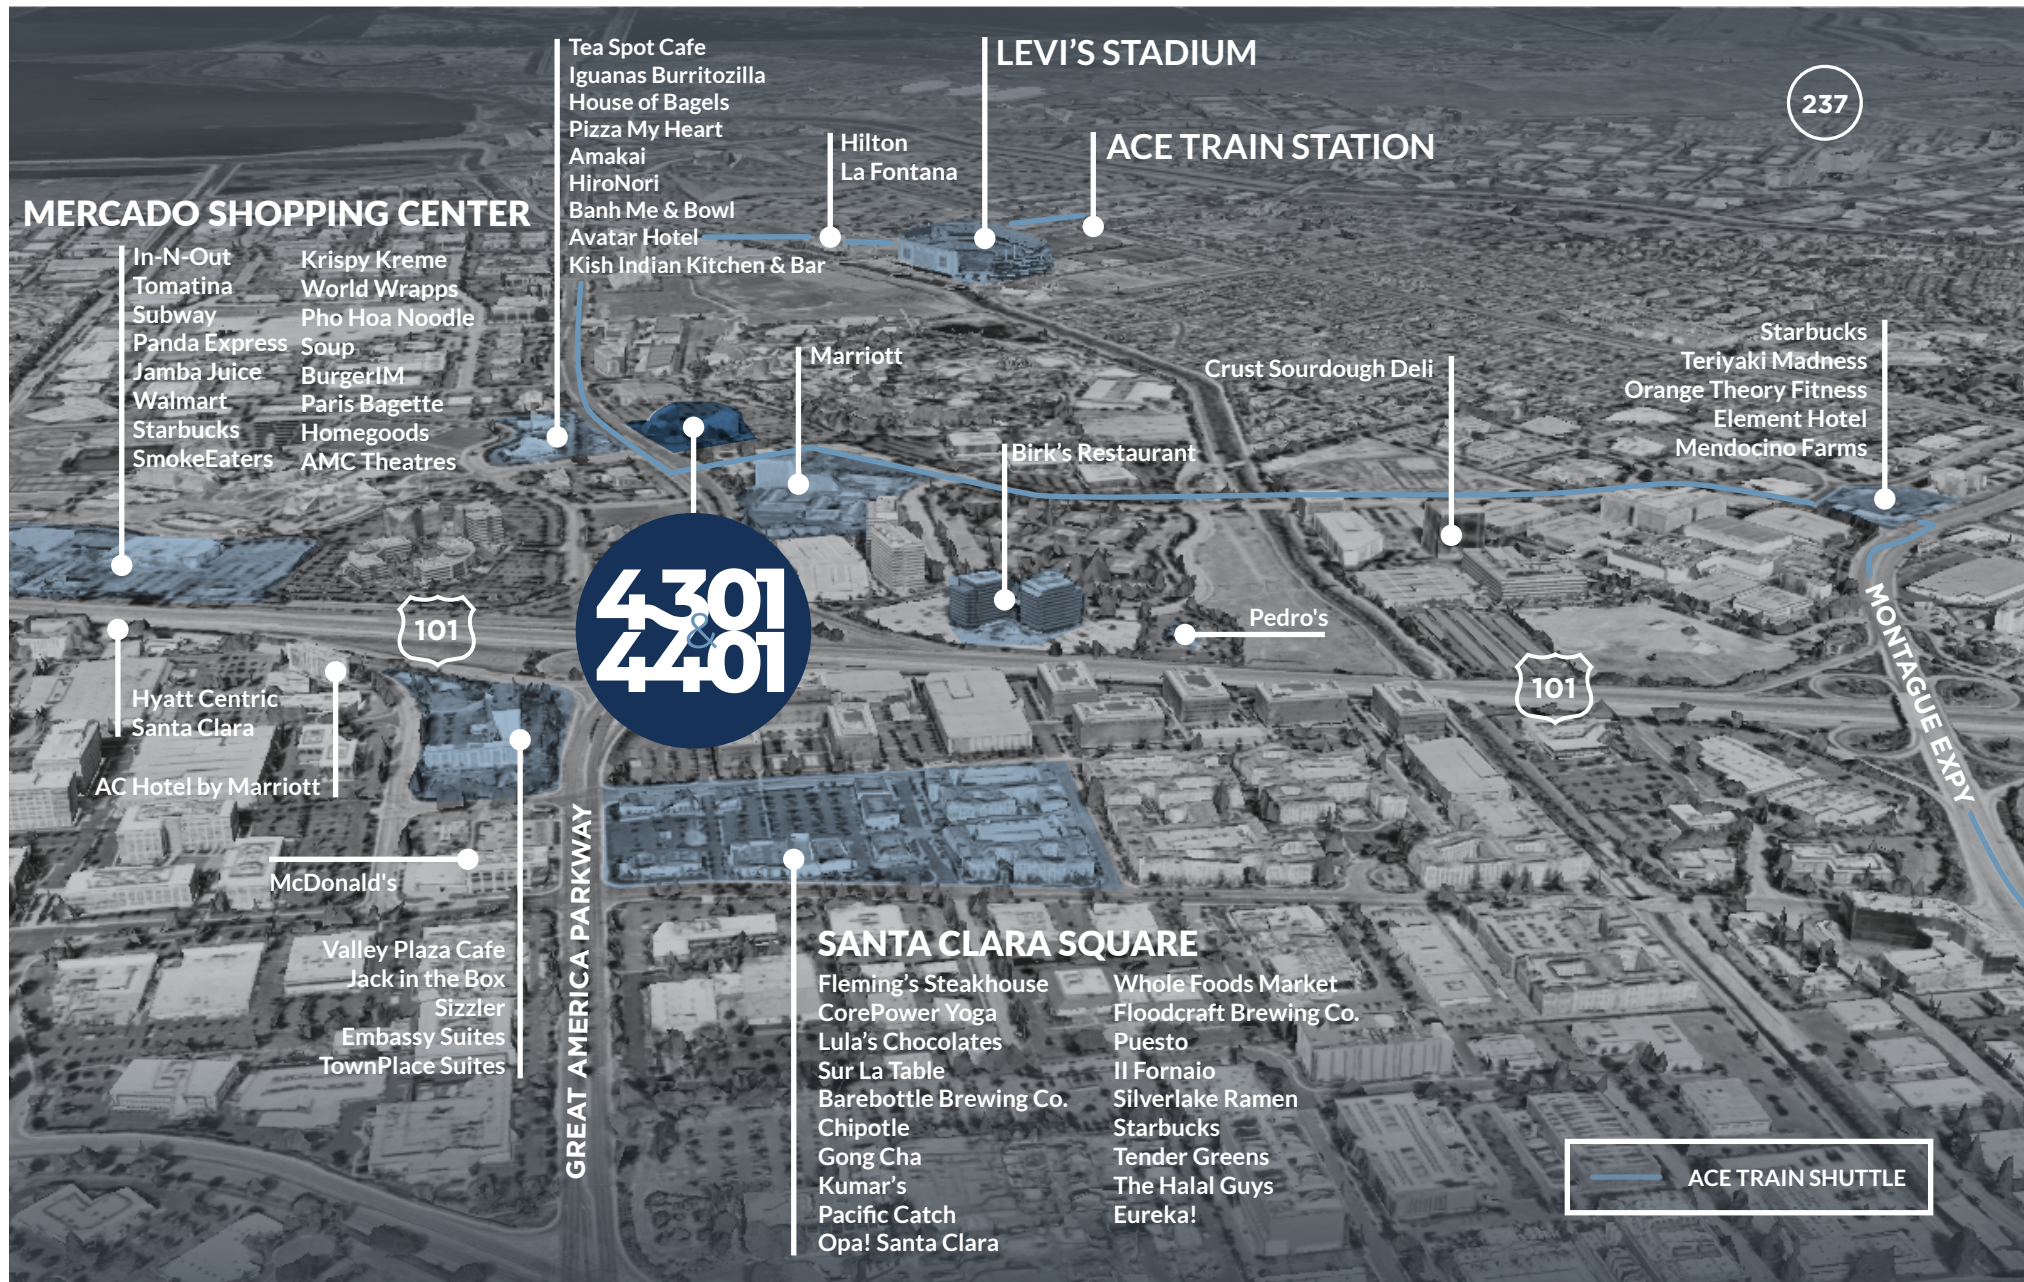 Tea Spot Cafe
Iguanas Burritozilla
House of Bagels
Pizza My Heart
Amakai
HiroNori
Banh Me & Bowl
Avatar Hotel
Kish Indian Kitchen & Bar
LEVI'S STADIUM
237
Hilton
La Fontana
ACE TRAIN STATION
MERCADO SHOPPING CENTER
In-N-Out
Tomatina
Subway
Panda Express
Jamba Juice
Walmart
Starbucks
SmokeEaters
Krispy Kreme
World Wrapps
Pho Hoa Noodle
Soup
BurgerIM
Paris Bagette
Homegoods
AMC Theatres
Marriott
Crust Sourdough Deli
Starbucks
Teriyaki Madness
Orange Theory Fitness
Element Hotel
Mendocino Farms
Birk's Restaurant
4301
&
4401
101
Pedro's
101
MONTAGUE EXPY
Hyatt Centric
Santa Clara
AC Hotel by Marriott
McDonald's
GREAT AMERICA PARKWAY
Valley Plaza Cafe
Jack in the Box
Sizzler
Embassy Suites
TownPlace Suites
SANTA CLARA SQUARE
Fleming's Steakhouse
CorePower Yoga
Lula's Chocolates
Sur La Table
Barebottle Brewing Co.
Chipotle
Gong Cha
Kumar's
Pacific Catch
Opa! Santa Clara
Whole Foods Market
Floodcraft Brewing Co.
Puesto
Il Fornaio
Silverlake Ramen
Starbucks
Tender Greens
The Halal Guys
Eureka!
ACE TRAIN SHUTTLE